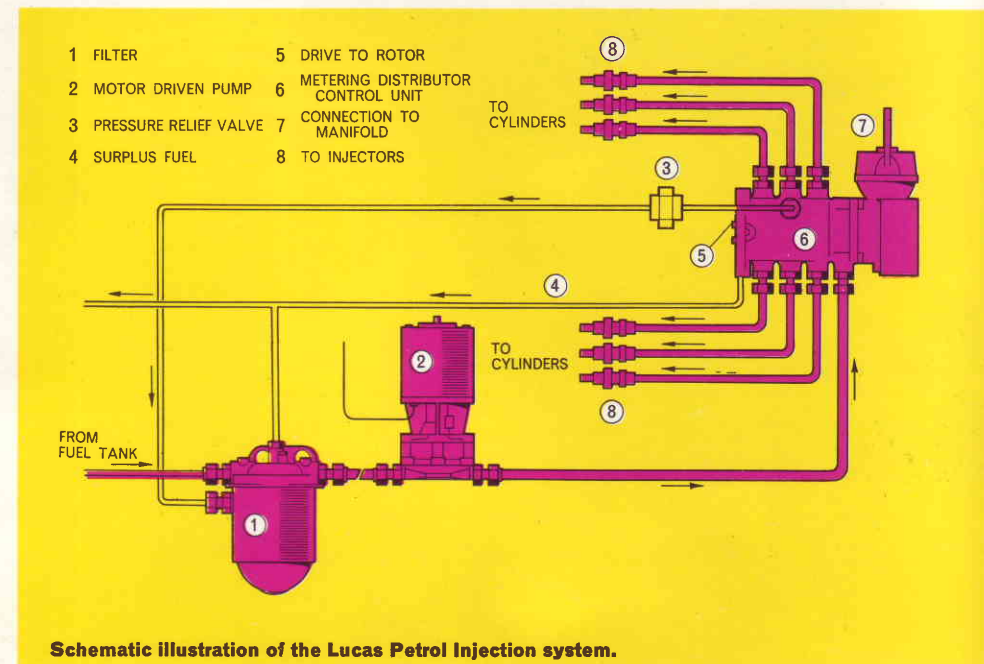 1 FILTER
2 MOTOR DRIVEN PUMP
3 PRESSURE RELIEF VALVE
4 SURPLUS FUEL
5 DRIVE TO ROTOR
6 METERING DISTRIBUTOR
CONTROL UNIT
7 CONNECTION TO
MANIFOLD
8 TO INJECTORS
8
TO
CYLINDERS
7
3
6
5
4
2
TO
CYLINDERS
8
FROM
FUEL TANK
1
Schematic illustration of the Lucas Petrol Injection system.